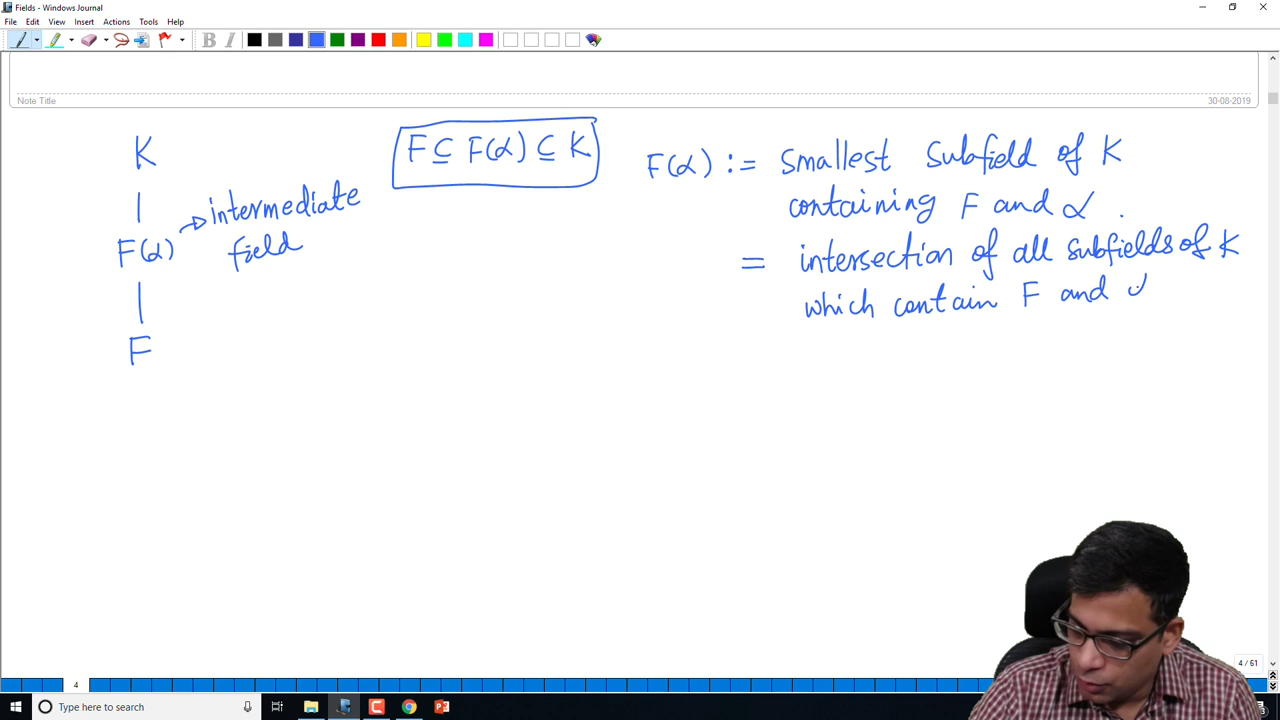 Fields - Windows Journal
File Edit View Insert Actions Tools Help
B I
Note Title
30-08-2019
K
|
F(α) → intermediate field
|
F
F ⊆ F(α) ⊆ K
F(α) := smallest subfield of K
containing F and α.
= intersection of all subfields of K
which contain F and
4 / 61
4
Type here to search